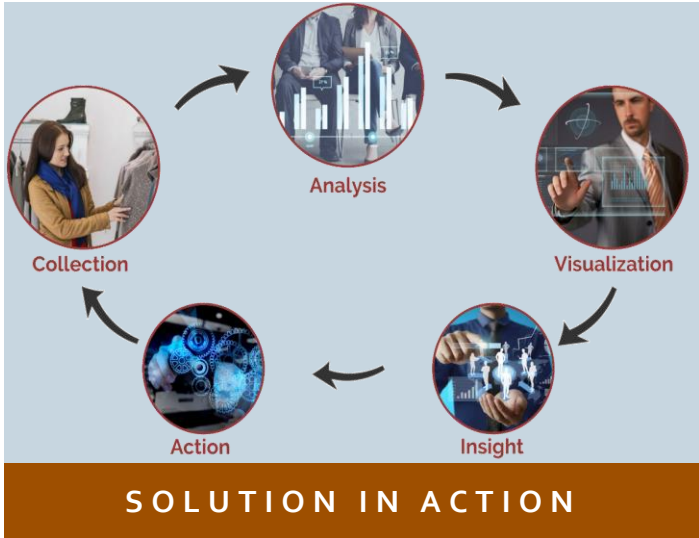 Analysis
Collection
Visualization
Action
Insight
SOLUTION IN ACTION